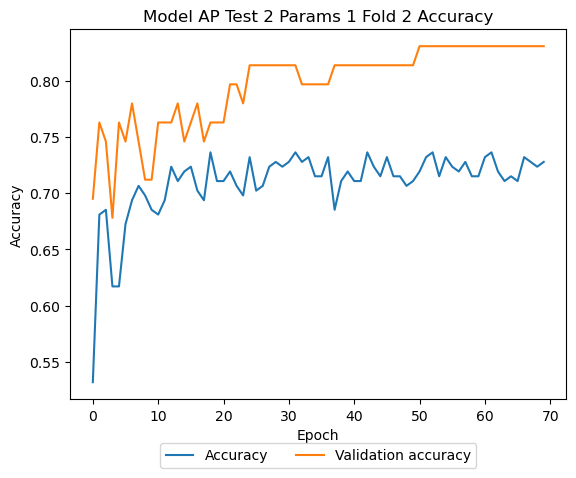 Model AP Test 2 Params 1 Fold 2 Accuracy
Accuracy
0.80
0.75
0.70
0.65
0.60
0.55
0 10 20 30 40 50 60 70
Epoch
Accuracy Validation accuracy